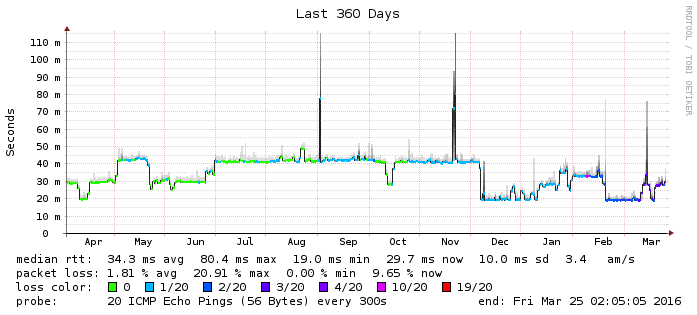 Last 360 Days
RRDTOOL / TOBI OETIKER
Seconds
110 m
100 m
90 m
80 m
70 m
60 m
50 m
40 m
30 m
20 m
10 m
0
Apr May Jun Jul Aug Sep Oct Nov Dec Jan Feb Mar
median rtt: 34.3 ms avg 80.4 ms max 19.0 ms min 29.7 ms now 10.0 ms sd 3.4 am/s
packet loss: 1.81 % avg 20.91 % max 0.00 % min 9.65 % now
loss color: 0 1/20 2/20 3/20 4/20 10/20 19/20
probe: 20 ICMP Echo Pings (56 Bytes) every 300s end: Fri Mar 25 02:05:05 2016